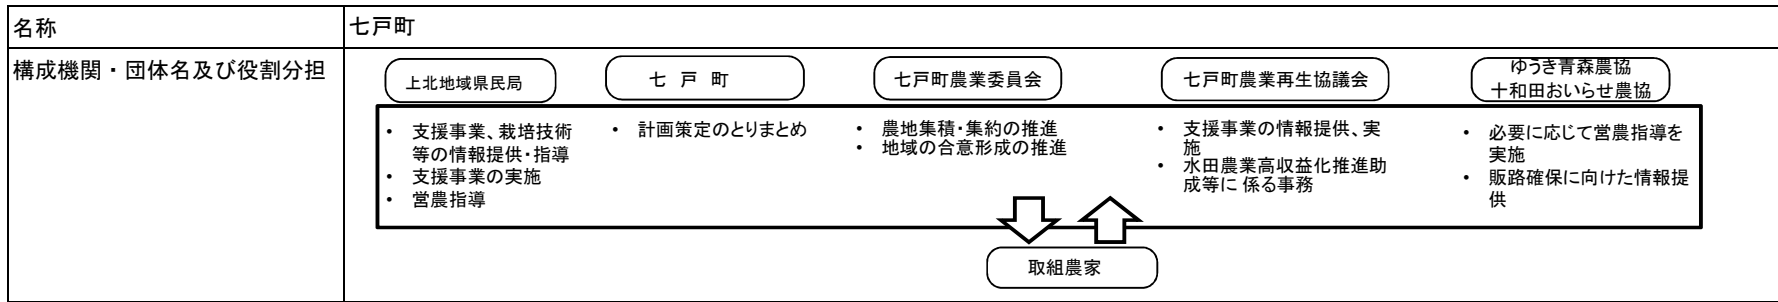 名称
七戸町
構成機関・団体名及び役割分担
上北地域県民局
• 支援事業、栽培技術
等の情報提供・指導
• 支援事業の実施
• 営農指導
七 戸 町
• 計画策定のとりまとめ
七戸町農業委員会
• 農地集積・集約の推進
• 地域の合意形成の推進
七戸町農業再生協議会
• 支援事業の情報提供、実
施
• 水田農業高収益化推進助
成等に 係る事務
ゆうき青森農協
十和田おいらせ農協
• 必要に応じて営農指導を
実施
• 販路確保に向けた情報提
供
取組農家